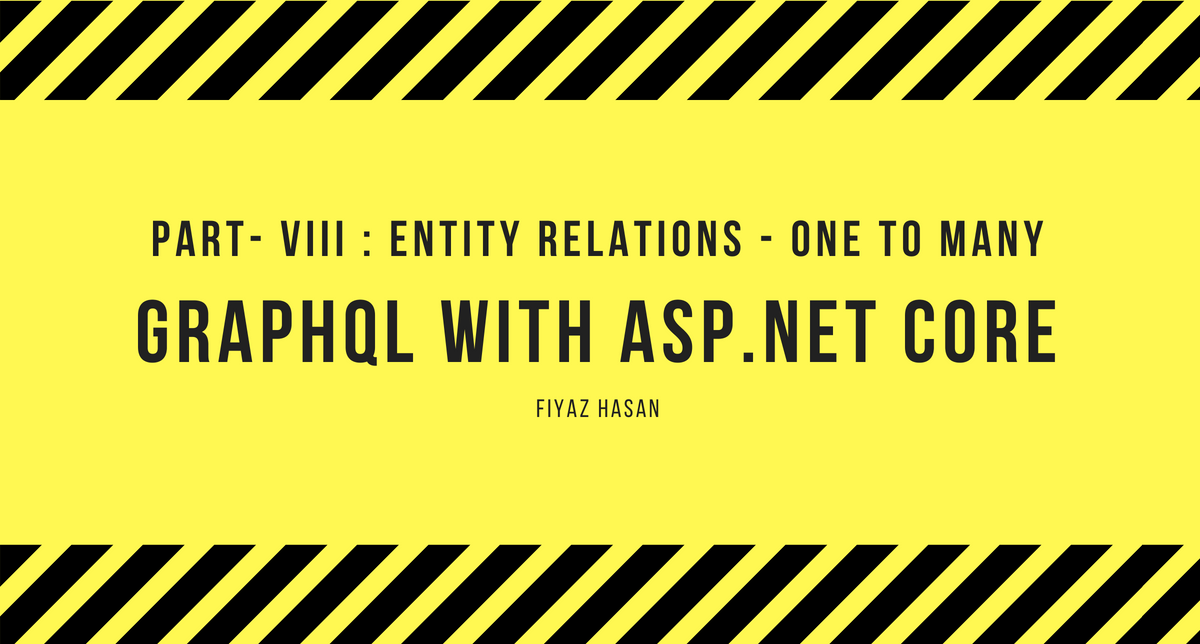 PART- VIII : ENTITY RELATIONS - ONE TO MANY
GRAPHQL WITH ASP.NET CORE
FIYAZ HASAN